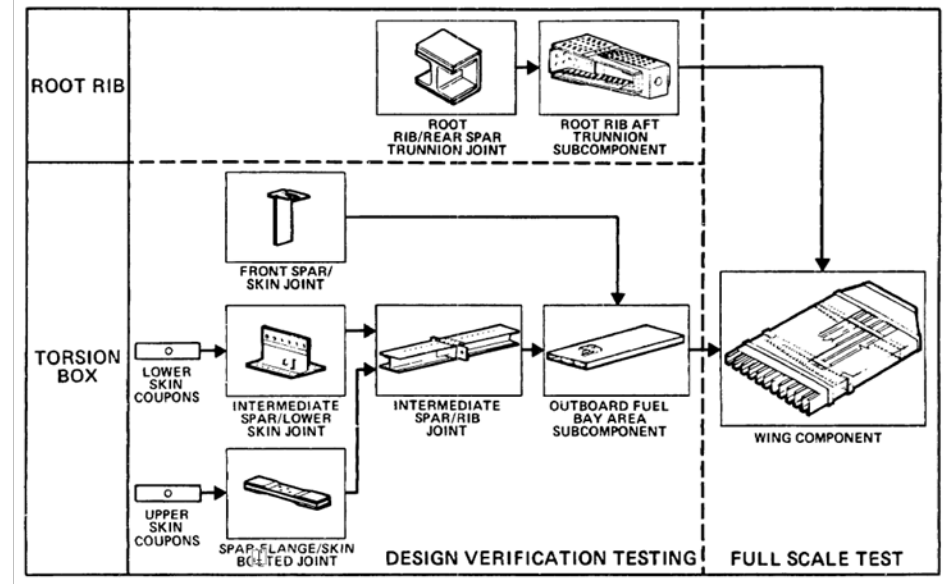 ROOT RIB
ROOT
RIB/REAR SPAR
TRUNNION JOINT
ROOT RIB AFT
TRUNNION
SUBCOMPONENT
FRONT SPAR/
SKIN JOINT
TORSION
BOX
LOWER
SKIN
COUPONS
INTERMEDIATE
SPAR/LOWER
SKIN JOINT
INTERMEDIATE
SPAR/RIB
JOINT
OUTBOARD FUEL
BAY AREA
SUBCOMPONENT
WING COMPONENT
UPPER
SKIN
COUPONS
SPAR FLANGE/SKIN
BOLTED JOINT
DESIGN VERIFICATION TESTING
FULL SCALE TEST